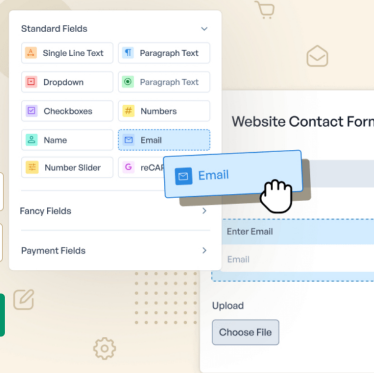 Standard Fields
Single Line Text
Paragraph Text
Dropdown
Paragraph Text
Checkboxes
Numbers
Name
Email
Number Slider
reCAP
Email
Fancy Fields
Payment Fields
Website Contact Form
Enter Email
Email
Upload
Choose File